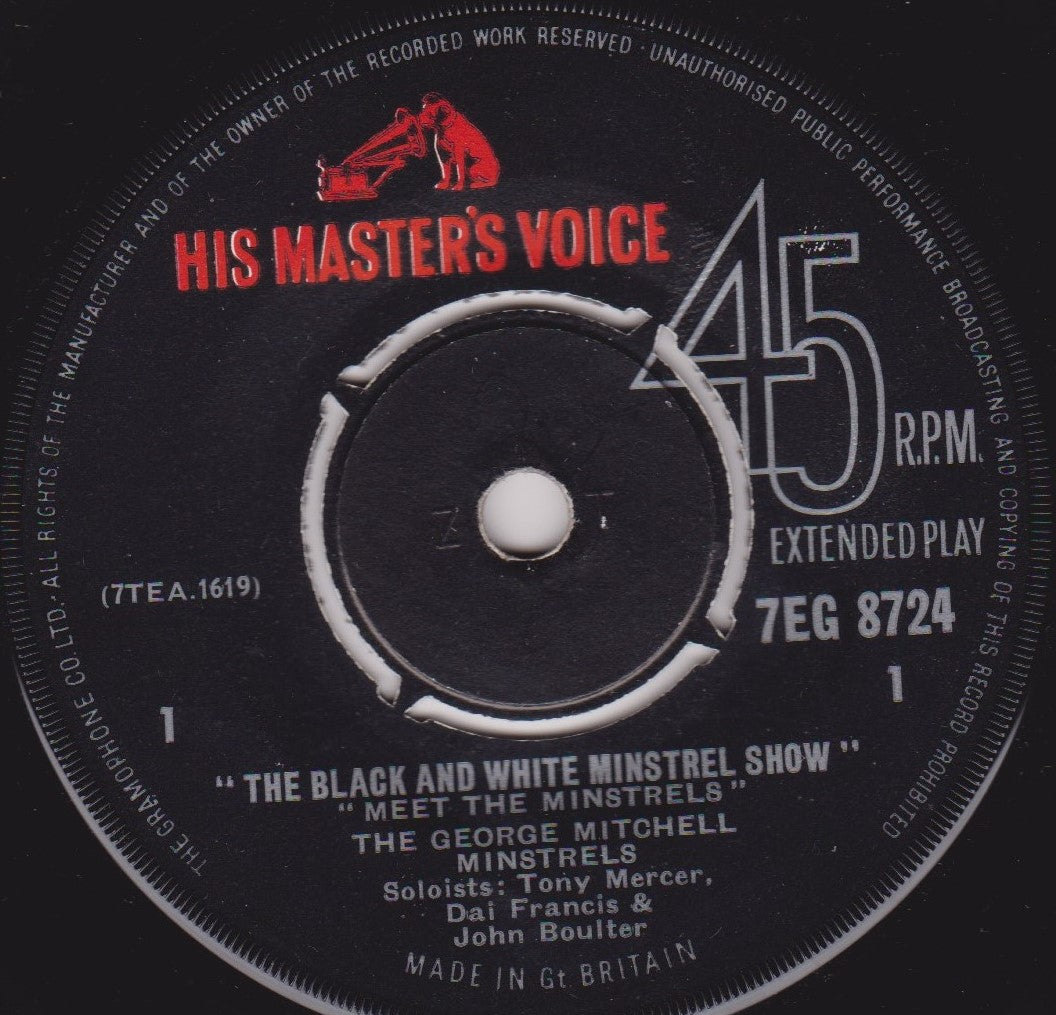 THE GRAMOPHONE CO. LTD. · ALL RIGHTS OF THE MANUFACTURER AND OF THE OWNER OF THE RECORDED WORK RESERVED · UNAUTHORISED PUBLIC PERFORMANCE BROADCASTING AND COPYING OF THIS RECORD PROHIBITED
HIS MASTER'S VOICE
45
R.P.M.
EXTENDED PLAY
(7TEA.1619)
7EG 8724
1
1
"THE BLACK AND WHITE MINSTREL SHOW"
"MEET THE MINSTRELS"
THE GEORGE MITCHELL
MINSTRELS
Soloists: Tony Mercer,
Dai Francis &
John Boulter
MADE IN Gt BRITAIN